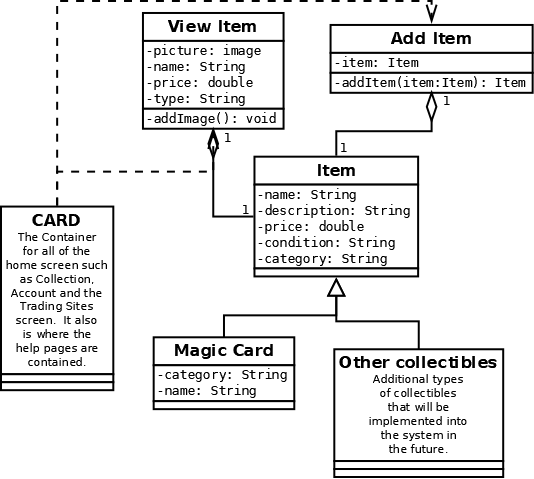 View Item
-picture: image
-name: String
-price: double
-type: String
-addImage(): void
1
Add Item
-item: Item
-addItem(item:Item): Item
1
1
Item
-name: String
-description: String
-price: double
-condition: String
-category: String
1
CARD
The Container
for all of the
home screen such
as Collection,
Account and the
Trading Sites
screen. It also
is where the
help pages are
contained.
Magic Card
-category: String
-name: String
Other collectibles
Additional types
of collectibles
that will be
implemented into
the system in
the future.